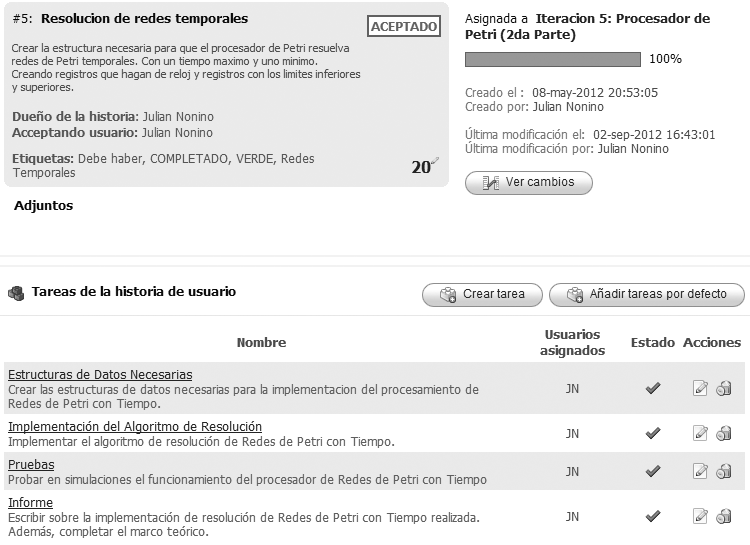 #5: Resolucion de redes temporales
ACEPTADO
Crear la estructura necesaria para que el procesador de Petri resuelva
redes de Petri temporales. Con un tiempo maximo y uno minimo.
Creando registros que hagan de reloj y registros con los limites inferiores
y superiores.
Dueño de la historia: Julian Nonino
Aceptando usuario: Julian Nonino
Etiquetas: Debe haber, COMPLETADO, VERDE, Redes
Temporales
20
Adjuntos
Asignada a Iteracion 5: Procesador de
Petri (2da Parte)
100%
Creado el : 08-may-2012 20:53:05
Creado por: Julian Nonino
Última modificación el: 02-sep-2012 16:43:01
Última modificación por: Julian Nonino
Ver cambios
Tareas de la historia de usuario
Crear tarea
Añadir tareas por defecto
Nombre
Usuarios
asignados
Estado
Acciones
Estructuras de Datos Necesarias
Crear las estructuras de datos necesarias para la implementacion del procesamiento de
Redes de Petri con Tiempo.
JN
Implementación del Algoritmo de Resolución
Implementar el algoritmo de resolución de Redes de Petri con Tiempo.
JN
Pruebas
Probar en simulaciones el funcionamiento del procesador de Redes de Petri con Tiempo
JN
Informe
Escribir sobre la implementación de resolución de Redes de Petri con Tiempo realizada.
Además, completar el marco teórico.
JN